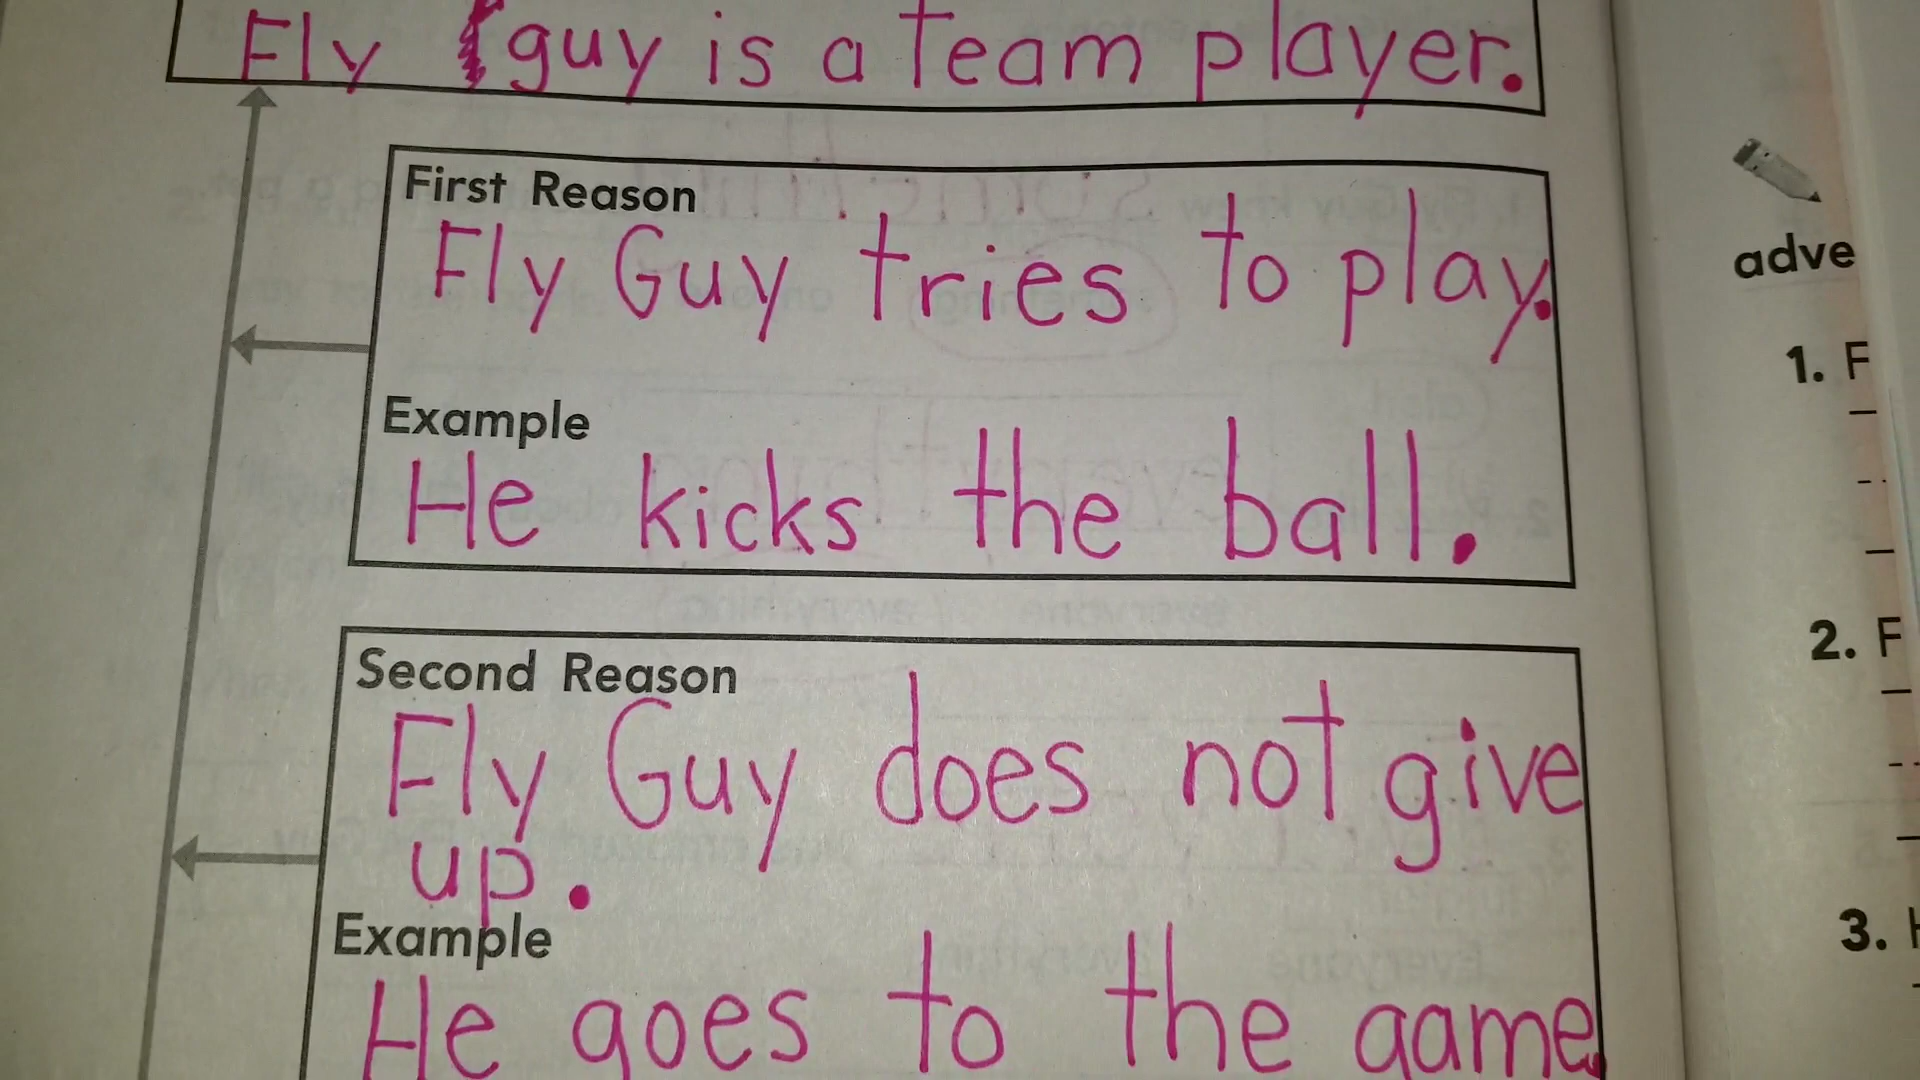 Fly guy is a team player.
First Reason
Fly Guy tries to play.
Example
He kicks the ball.
Second Reason
Fly Guy does not give
up.
Example
He goes to the game.
adve
1. F
2. F
3. H